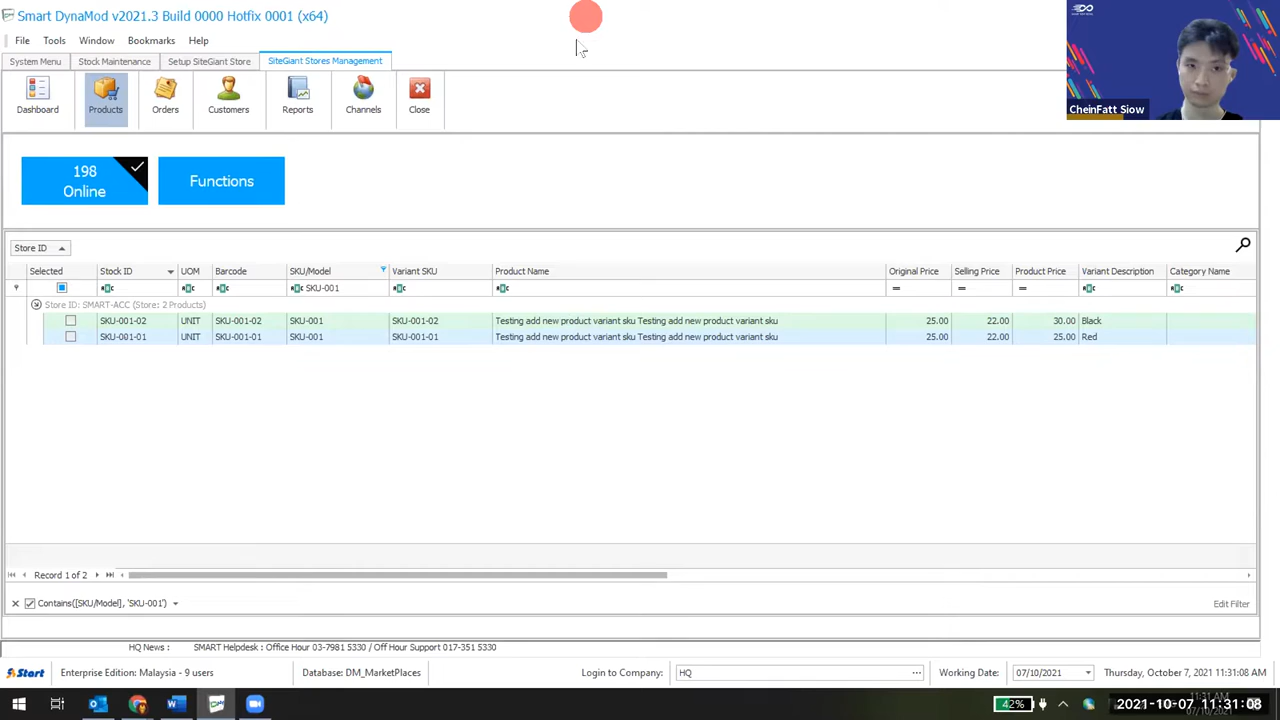 Smart DynaMod v2021.3 Build 0000 Hotfix 0001 (x64)
File Tools Window Bookmarks Help
System Menu Stock Maintenance Setup SiteGiant Store SiteGiant Stores Management
Dashboard Products Orders Customers Reports Channels Close
CheinFatt Siow
198
Online
Functions
Store ID
Selected Stock ID UOM Barcode SKU/Model Variant SKU Product Name Original Price Selling Price Product Price Variant Description Category Name
SKU-001
Store ID: SMART-ACC (Store: 2 Products)
SKU-001-02 UNIT SKU-001-02 SKU-001 SKU-001-02 Testing add new product variant sku Testing add new product variant sku 25.00 22.00 30.00 Black
SKU-001-01 UNIT SKU-001-01 SKU-001 SKU-001-01 Testing add new product variant sku Testing add new product variant sku 25.00 22.00 25.00 Red
Record 1 of 2
Contains([SKU/Model], 'SKU-001') Edit Filter
HQ News : SMART Helpdesk : Office Hour 03-7981 5330 / Off Hour Support 017-351 5330
Start Enterprise Edition: Malaysia - 9 users Database:DM_MarketPlaces Login to Company: HQ Working Date: 07/10/2021 Thursday, October 7, 2021 11:31:08 AM
42% 2021-10-07 11:31:08